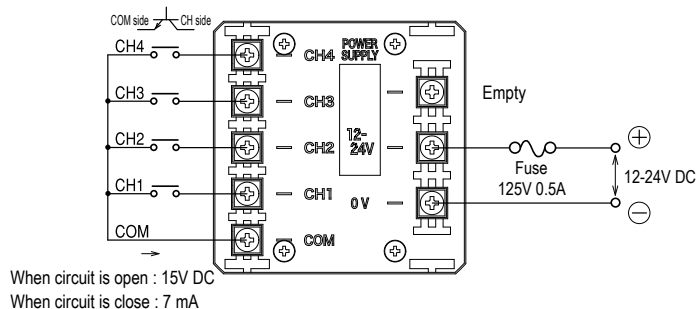 COM side CH side
CH4
CH3
CH2
CH1
COM
→
When circuit is open : 15V DC
When circuit is close : 7 mA
POWER SUPPLY
CH4
CH3
CH2
CH1
COM
12-
24V
0 V
Empty
Fuse
125V 0.5A
+
12-24V DC
−